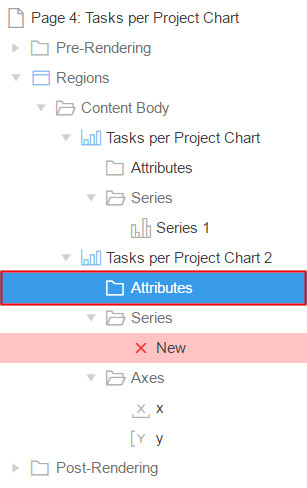 Page 4: Tasks per Project Chart
Pre-Rendering
Regions
Content Body
Tasks per Project Chart
Attributes
Series
Series 1
Tasks per Project Chart 2
Attributes
Series
New
Axes
X x
Y y
Post-Rendering